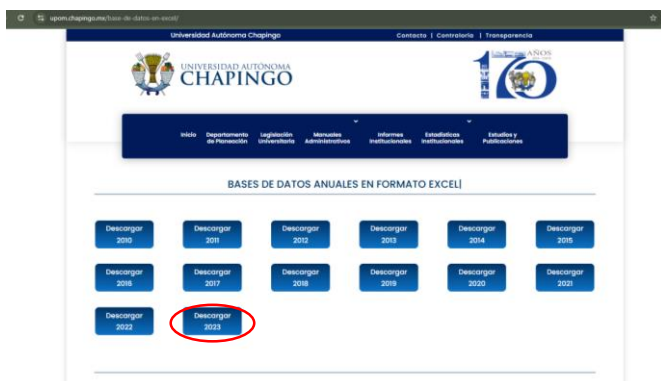 upom.chapingo.mx/base-de-datos-en-excel/
Universidad Autónoma Chapingo
Contacto | Contraloría | Transparencia
UNIVERSIDAD AUTÓNOMA
CHAPINGO
AÑOS
Inicio
Departamento
de Planeación
Legislación
Universitaria
Manuales
Administrativos
Informes
Institucionales
Estadísticas
Institucionales
Estudios y
Publicaciones
BASES DE DATOS ANUALES EN FORMATO EXCEL|
Descargar
2010
Descargar
2011
Descargar
2012
Descargar
2013
Descargar
2014
Descargar
2015
Descargar
2016
Descargar
2017
Descargar
2018
Descargar
2019
Descargar
2020
Descargar
2021
Descargar
2022
Descargar
2023